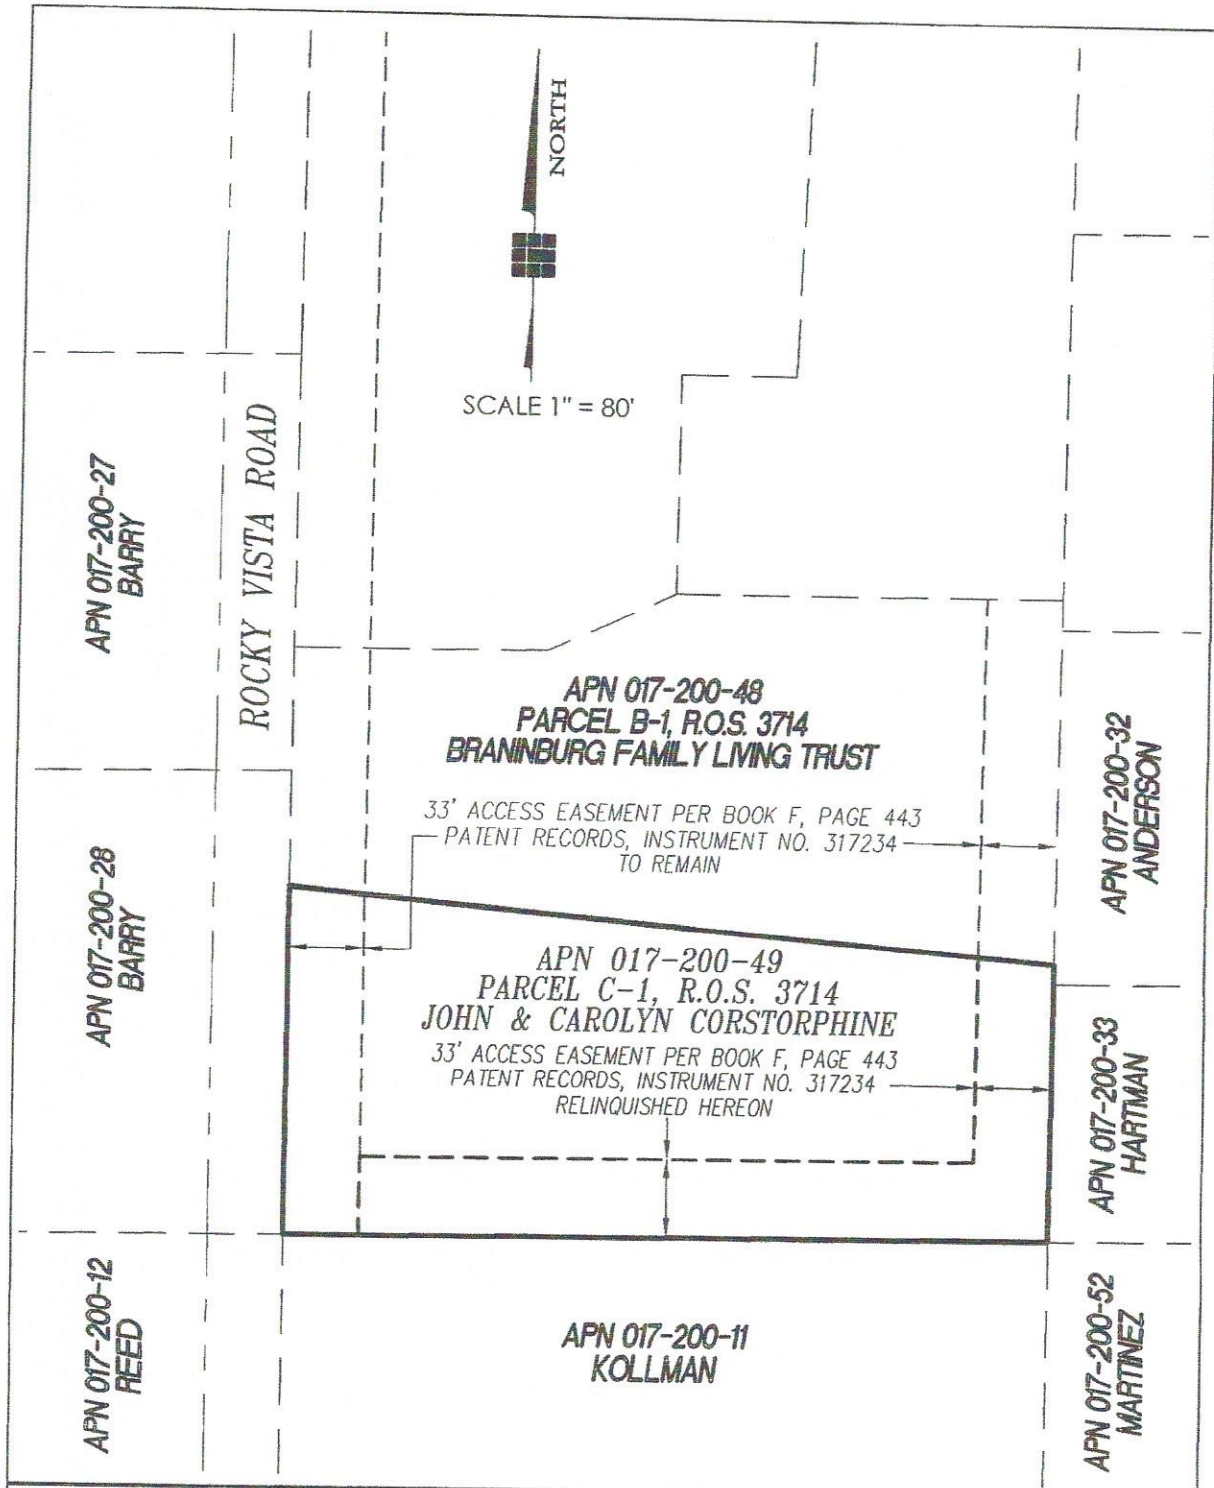 NORTH
SCALE 1" = 80'
APN 017-200-27
BARRY
ROCKY VISTA ROAD
APN 017-200-48
PARCEL B-1, R.O.S. 3714
BRANINBURG FAMILY LIVING TRUST
33' ACCESS EASEMENT PER BOOK F, PAGE 443
PATENT RECORDS, INSTRUMENT NO. 317234
TO REMAIN
APN 017-200-32
ANDERSON
APN 017-200-28
BARRY
APN 017-200-49
PARCEL C-1, R.O.S. 3714
JOHN & CAROLYN CORSTORPHINE
33' ACCESS EASEMENT PER BOOK F, PAGE 443
PATENT RECORDS, INSTRUMENT NO. 317234
RELINQUISHED HEREON
APN 017-200-33
HARTMAN
APN 017-200-12
REED
APN 017-200-11
KOLLMAN
APN 017-200-52
MARTINEZ